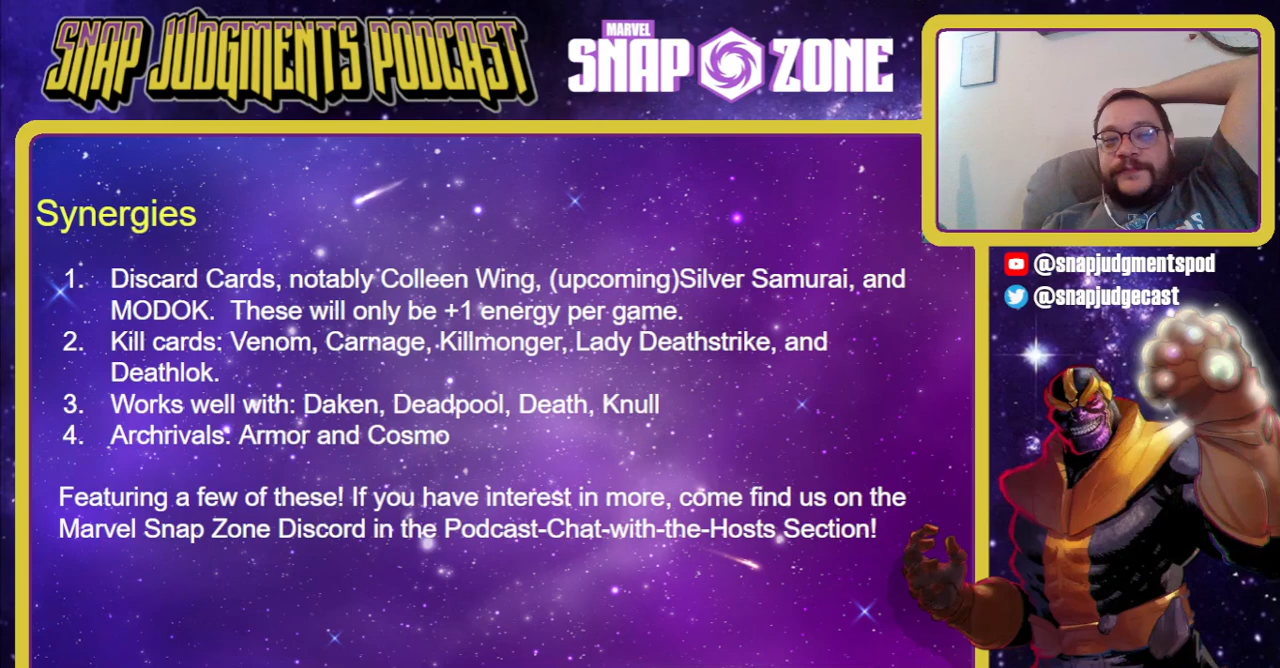 SNAP JUDGMENTS PODCAST
MARVEL
SNAP ZONE
Synergies
1. Discard Cards, notably Colleen Wing, (upcoming)Silver Samurai, and
MODOK. These will only be +1 energy per game.
2. Kill cards: Venom, Carnage, Killmonger, Lady Deathstrike, and
Deathlok.
3. Works well with: Daken, Deadpool, Death, Knull
4. Archrivals: Armor and Cosmo
Featuring a few of these! If you have interest in more, come find us on the
Marvel Snap Zone Discord in the Podcast-Chat-with-the-Hosts Section!
@snapjudgmentspod
@snapjudgecast